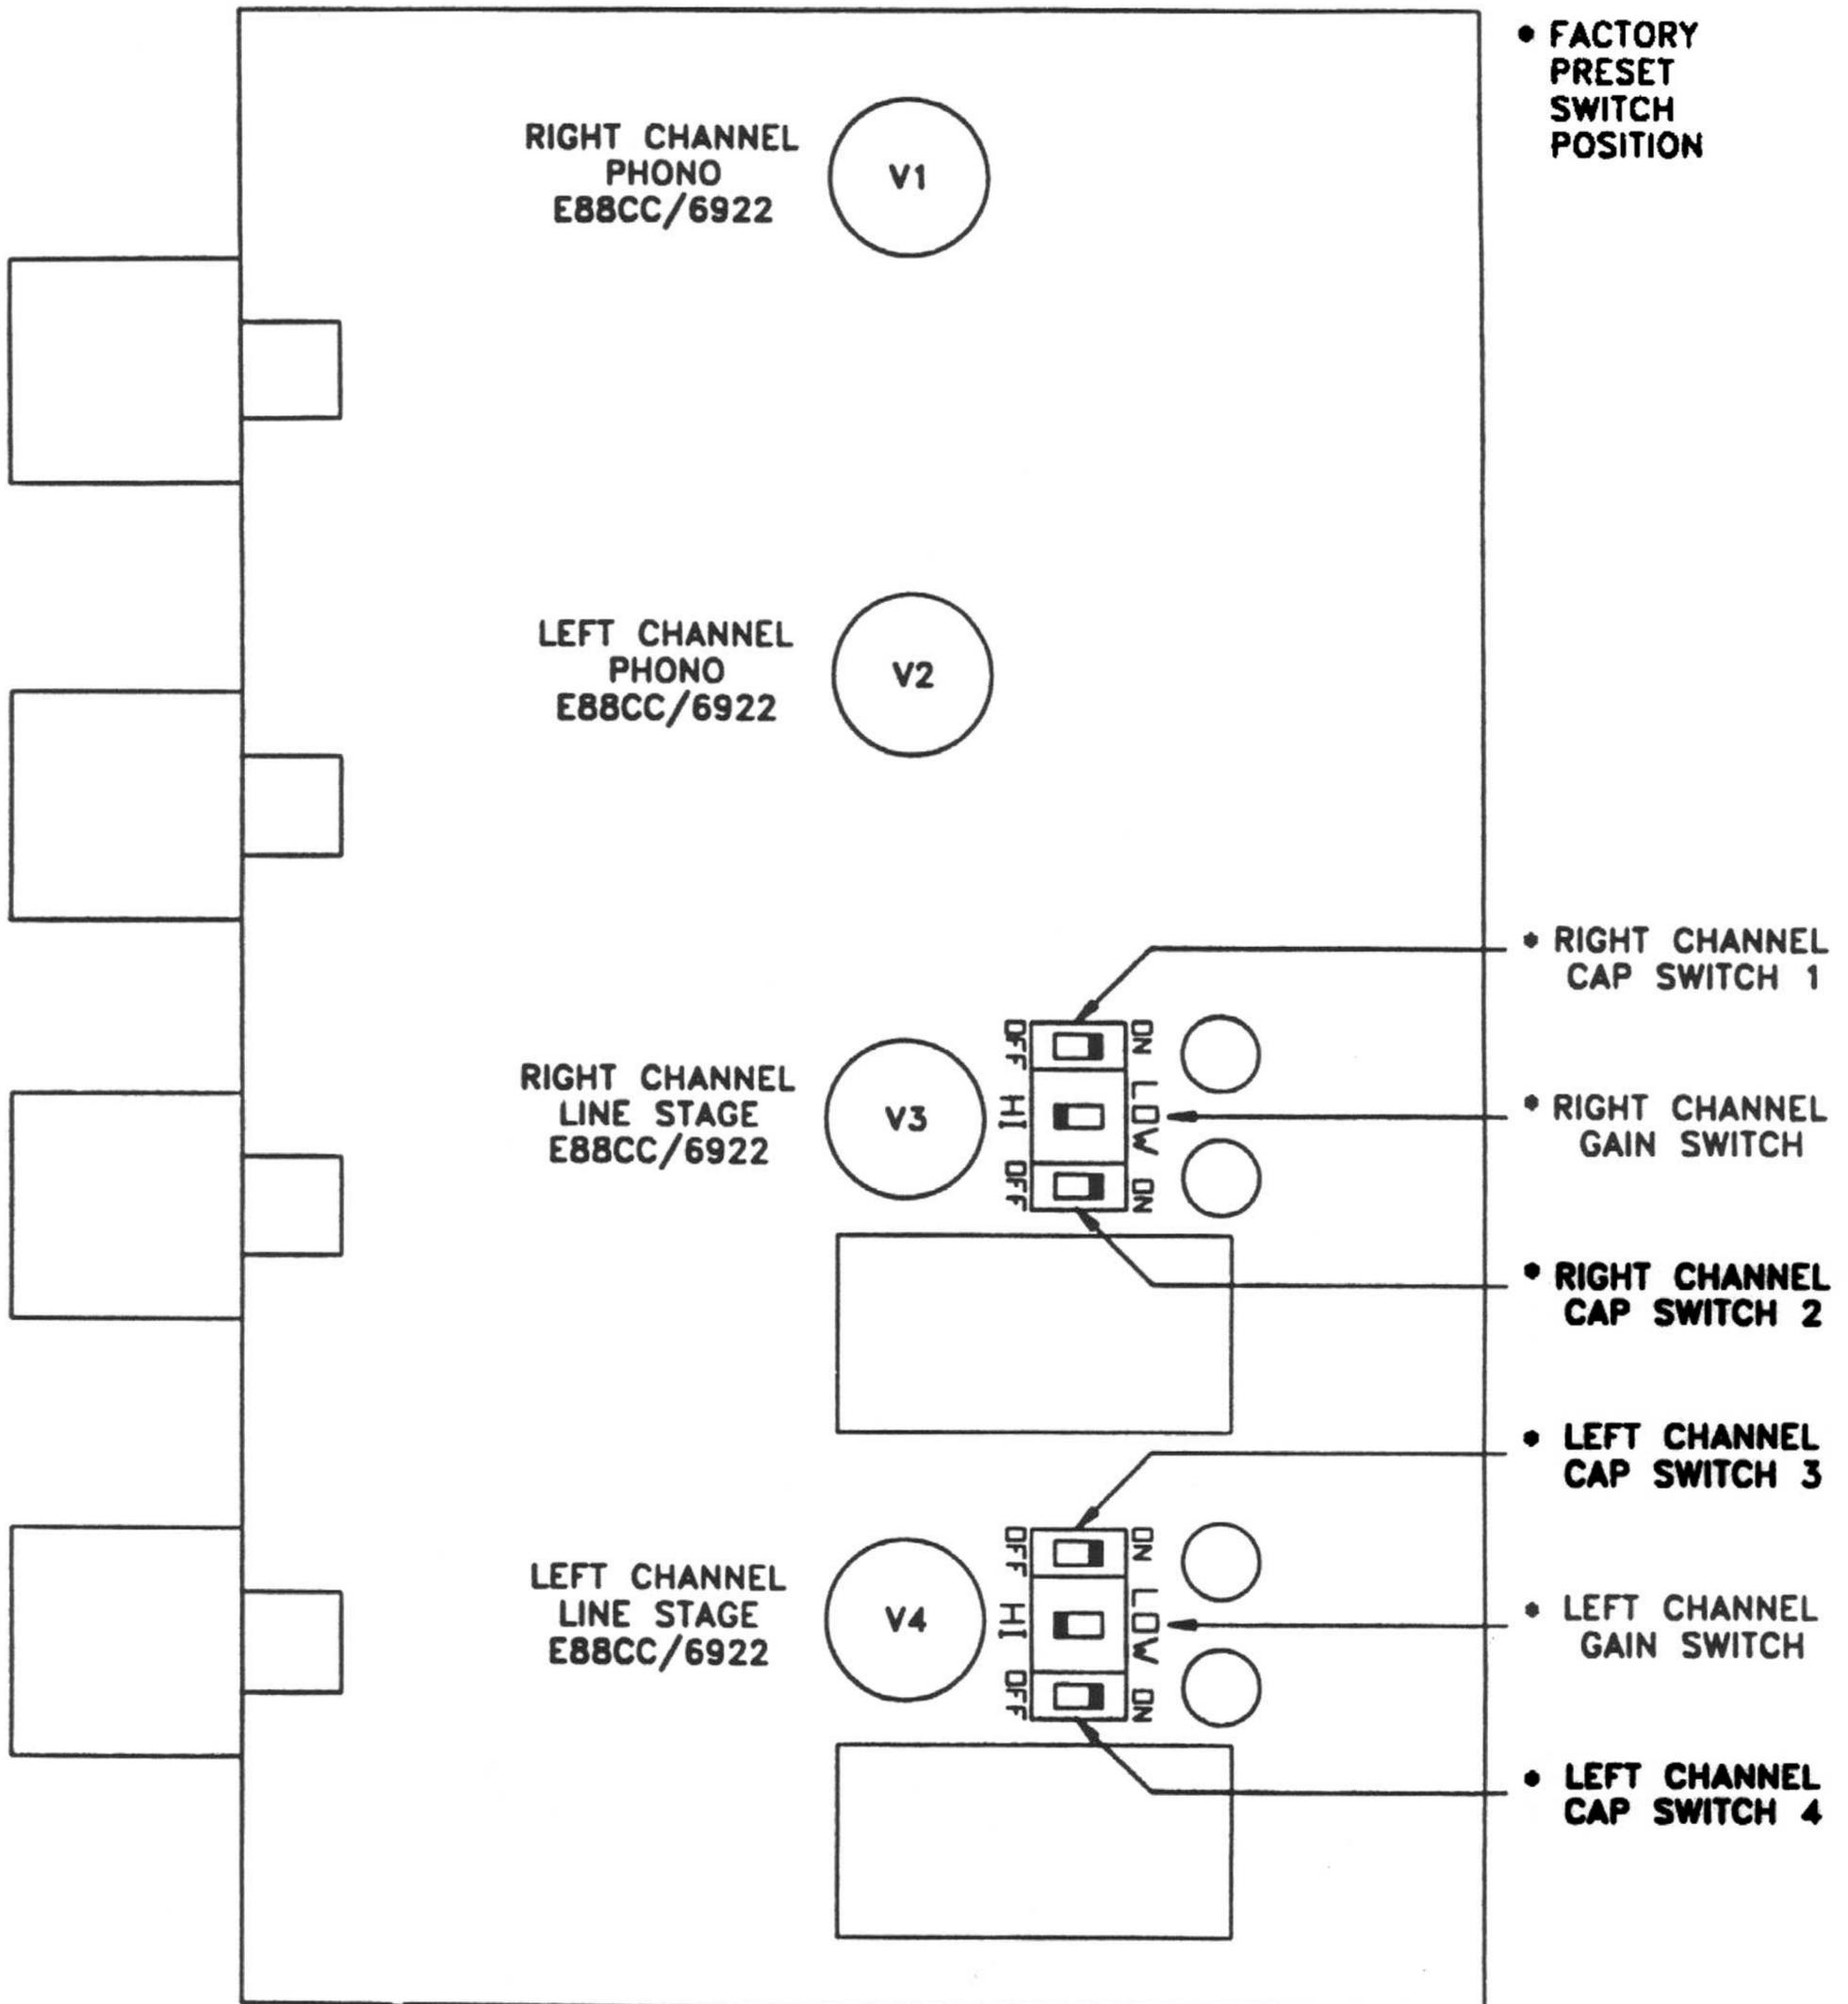 • FACTORY
PRESET
SWITCH
POSITION
RIGHT CHANNEL
PHONO
E88CC/6922
V1
LEFT CHANNEL
PHONO
E88CC/6922
V2
* RIGHT CHANNEL
CAP SWITCH 1
OFF
ON
RIGHT CHANNEL
LINE STAGE
E88CC/6922
V3
HI
LOW
* RIGHT CHANNEL
GAIN SWITCH
OFF
ON
* RIGHT CHANNEL
CAP SWITCH 2
• LEFT CHANNEL
CAP SWITCH 3
OFF
ON
LEFT CHANNEL
LINE STAGE
E88CC/6922
V4
HI
LOW
* LEFT CHANNEL
GAIN SWITCH
OFF
ON
• LEFT CHANNEL
CAP SWITCH 4